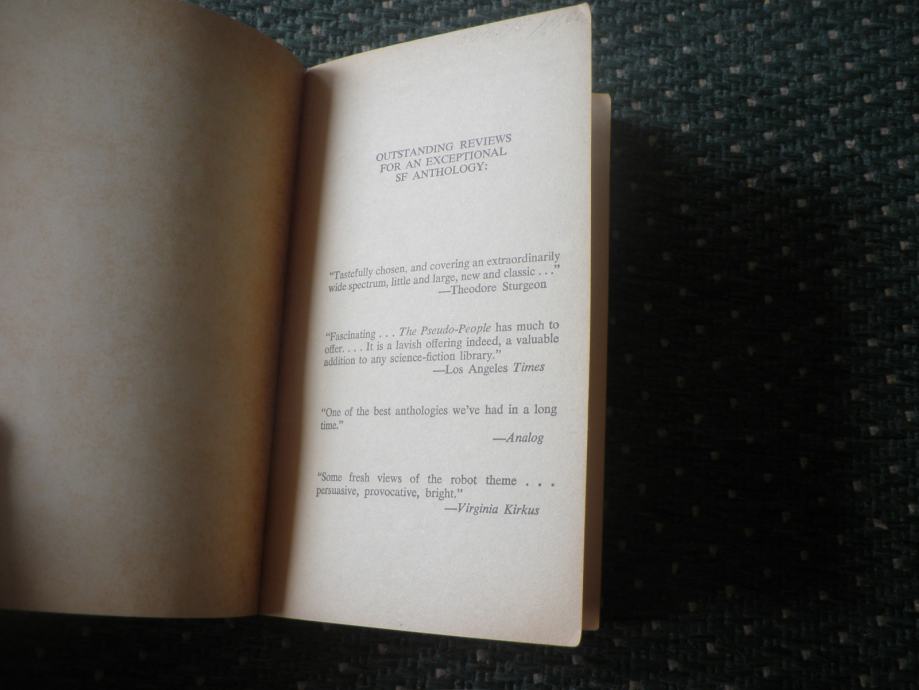 OUTSTANDING REVIEWS
FOR AN EXCEPTIONAL
SF ANTHOLOGY:
“Tastefully chosen, and covering an extraordinarily
wide spectrum, little and large, new and classic . . .”
—Theodore Sturgeon
“Fascinating . . . The Pseudo-People has much to
offer. . . . It is a lavish offering indeed, a valuable
addition to any science-fiction library.”
—Los Angeles Times
“One of the best anthologies we’ve had in a long
time.”
—Analog
“Some fresh views of the robot theme . . .
persuasive, provocative, bright.”
—Virginia Kirkus